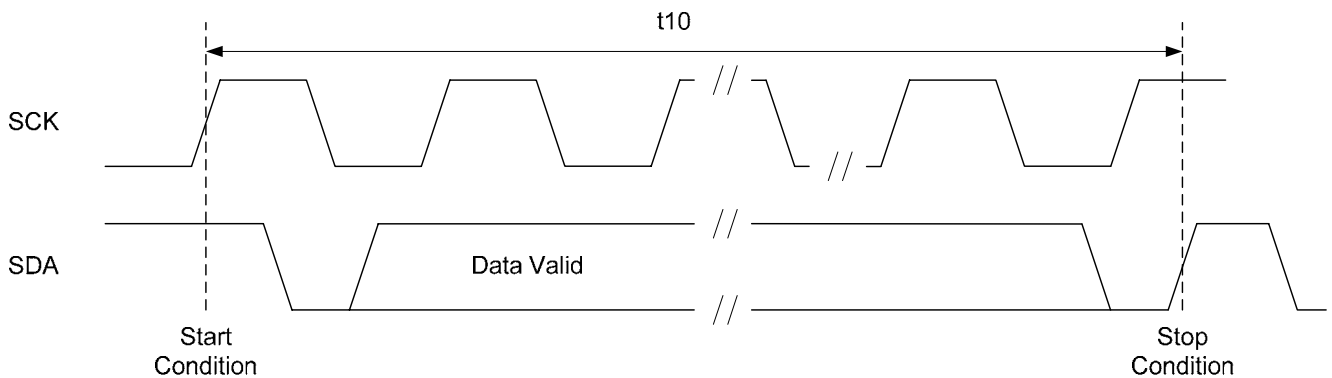 t10
SCK
SDA
Data Valid
Start
Condition
Stop
Condition